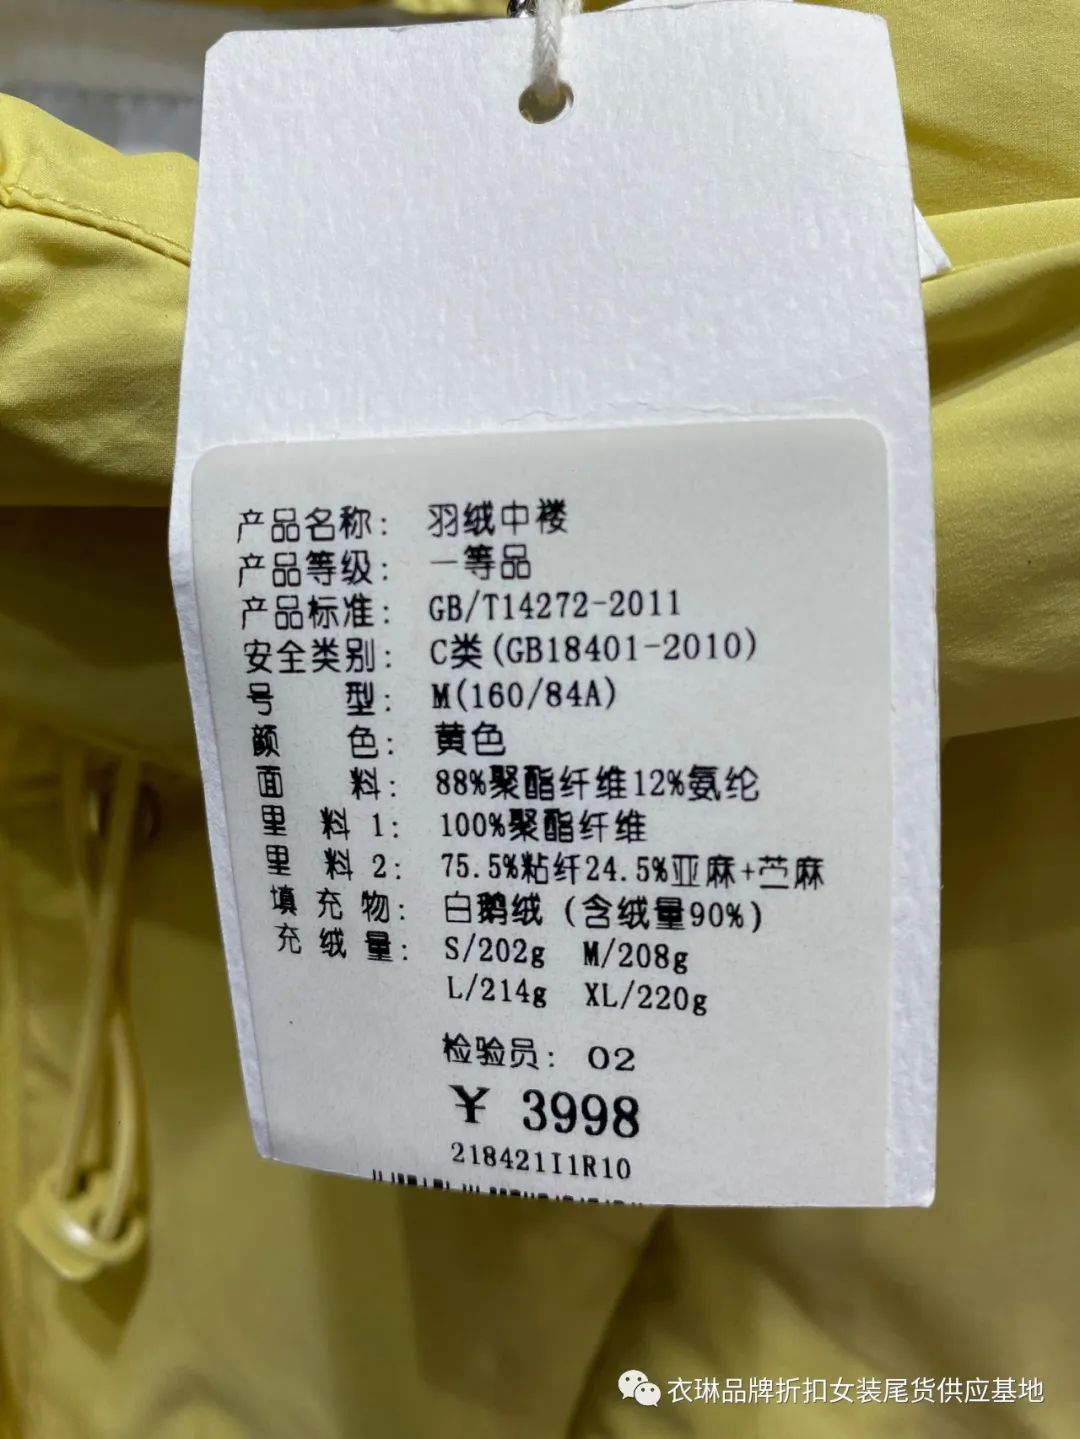 产品名称： 羽绒中褛
产品等级： 一等品
产品标准： GB/T14272-2011
安全类别： C类(GB18401-2010)
号 型： M(160/84A)
颜 色： 黄色
面 料： 88%聚酯纤维12%氨纶
里 料 1： 100%聚酯纤维
里 料 2： 75.5%粘纤24.5%亚麻+苎麻
填 充 物： 白鹅绒 (含绒量90%)
充 绒 量： S/202g M/208g
L/214g XL/220g
检验员： 02
¥ 3998
218421I1R10
衣琳品牌折扣女装尾货供应基地